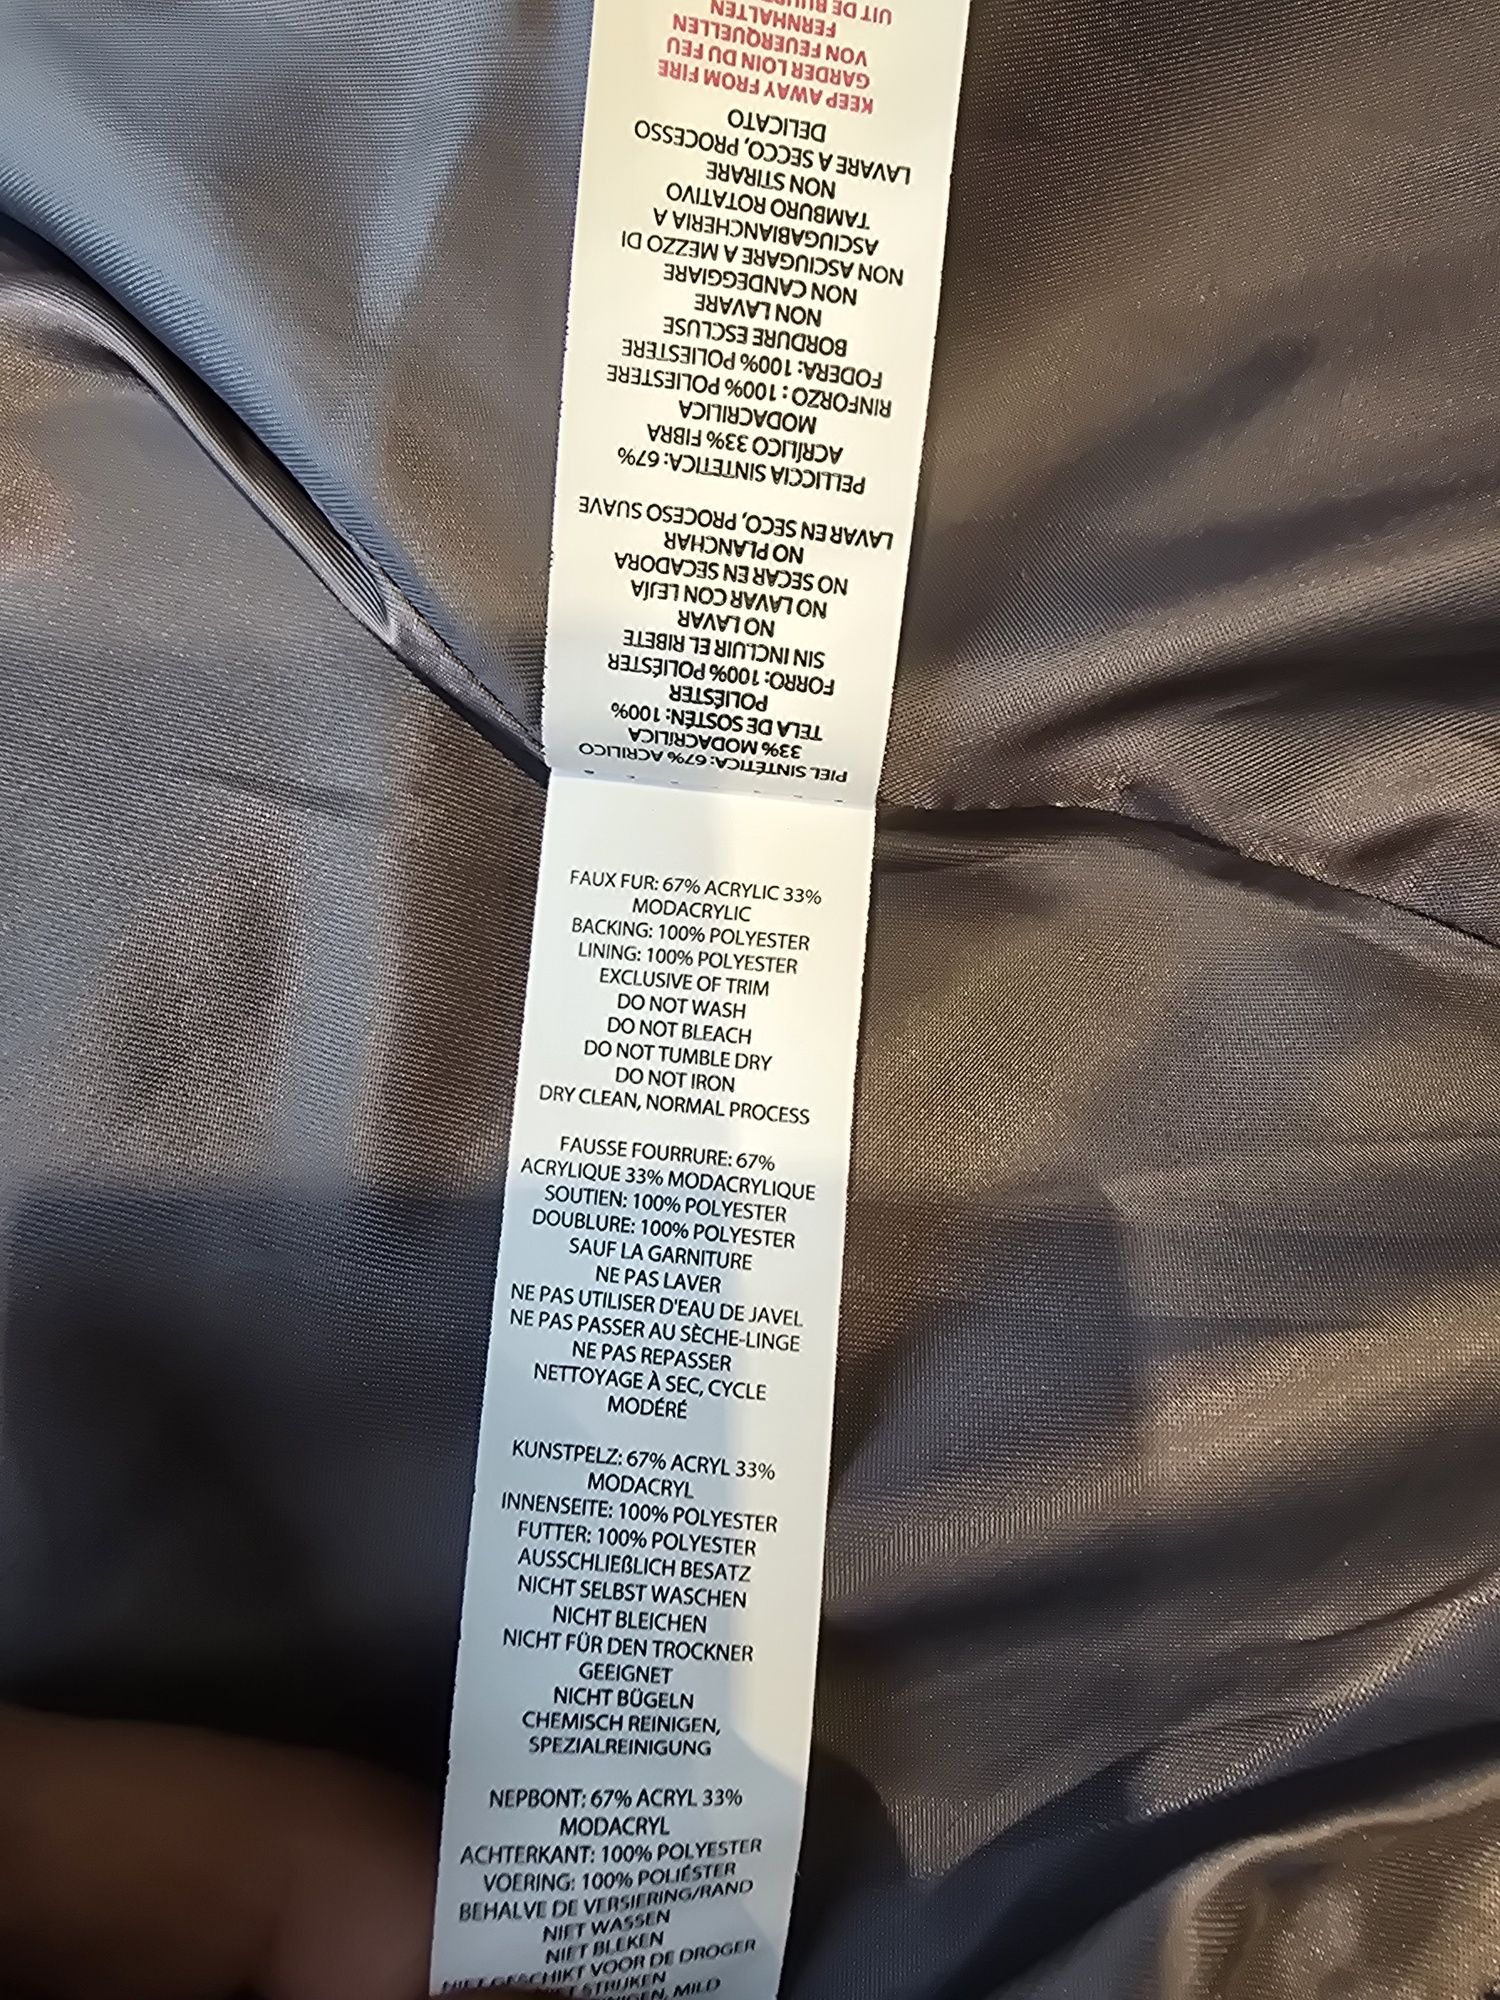 FAUX FUR: 67% ACRYLIC 33%
MODACRYLIC
BACKING: 100% POLYESTER
LINING: 100% POLYESTER
EXCLUSIVE OF TRIM
DO NOT WASH
DO NOT BLEACH
DO NOT TUMBLE DRY
DO NOT IRON
DRY CLEAN, NORMAL PROCESS
FAUSSE FOURRURE: 67%
ACRYLIQUE 33% MODACRYLIQUE
SOUTIEN: 100% POLYESTER
DOUBLURE: 100% POLYESTER
SAUF LA GARNITURE
NE PAS LAVER
NE PAS UTILISER D'EAU DE JAVEL
NE PAS PASSER AU SÈCHE-LINGE
NE PAS REPASSER
NETTOYAGE À SEC, CYCLE
MODÉRÉ
KUNSTPELZ: 67% ACRYL 33%
MODACRYL
INNENSEITE: 100% POLYESTER
FUTTER: 100% POLYESTER
AUSSCHLIEßLICH BESATZ
NICHT SELBST WASCHEN
NICHT BLEICHEN
NICHT FÜR DEN TROCKNER
GEEIGNET
NICHT BÜGELN
CHEMISCH REINIGEN,
SPEZIALREINIGUNG
NEPBONT: 67% ACRYL 33%
MODACRYL
ACHTERKANT: 100% POLYESTER
VOERING: 100% POLIÉSTER
BEHALVE DE VERSIERING/RAND
NIET WASSEN
NIET BLEKEN
VOOR DE DROGER
STRIJKEN
MILD
PIEL SINTÉTICA: 67% ACRILICO
33% MODACRÍLICA
TELA DE SOSTÉN: 100%
POLIÉSTER
FORRO: 100% POLIÉSTER
SIN INCLUIR EL RIBETE
NO LAVAR
NO LAVAR CON LEJÍA
NO SECAR EN SECADORA
NO PLANCHAR
LAVAR EN SECO, PROCESO SUAVE
PELLICCIA SINTETICA: 67%
ACRÍLICO 33% FIBRA
MODACRILICA
RINFORZO : 100% POLIESTERE
FODERA: 100% POLIESTERE
BORDURE ESCLUSE
NON LAVARE
NON CANDEGGIARE
NON ASCIUGARE A MEZZO DI
ASCIUGABIANCHERIA A
TAMBURO ROTATIVO
NON STIRARE
LAVARE A SECCO, PROCESSO
DELICATO
KEEP AWAY FROM FIRE
GARDER LOIN DU FEU
VON FEUERQUELLEN
FERNHALTEN
UIT DE